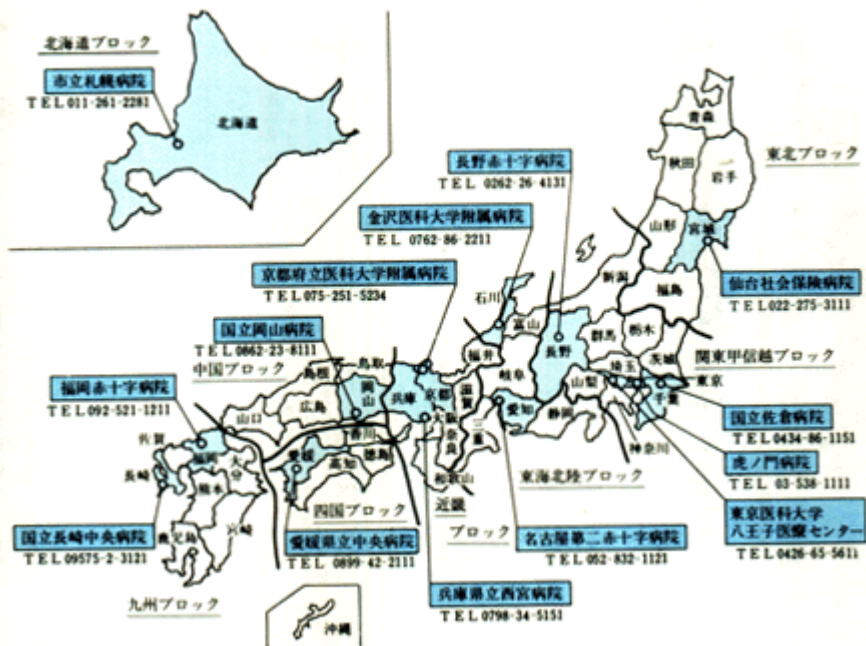 北海道ブロック
市立札幌病院
TEL 011-261-2281
北海道
青森
秋田
岩手
東北ブロック
長野赤十字病院
TEL 0262-26-4131
金沢医科大学附属病院
TEL 0762-86-2211
山形
宮城
京都府立医科大学附属病院
TEL 075-251-5234
仙台社会保険病院
TEL 022-275-3111
新潟
福島
石川
富山
群馬
栃木
国立岡山病院
TEL 0862-23-8111
中国ブロック
鳥取
島根
福井
長野
茨城
関東甲信越ブロック
岐阜
埼玉
山梨
東京
千葉
福岡赤十字病院
TEL 092-521-1211
岡山
兵庫
京都
滋賀
広島
山口
愛知
静岡
神奈川
大阪
奈良
三重
和歌山
香川
徳島
愛媛
高知
国立佐倉病院
TEL 0434-86-1151
虎ノ門病院
TEL 03-538-1111
東京医科大学
八王子医療センター
TEL 0426-65-5611
佐賀
福岡
長崎
大分
熊本
宮崎
鹿児島
東海北陸ブロック
近畿
ブロック
四国ブロック
国立長崎中央病院
TEL 09575-2-3121
愛媛県立中央病院
TEL 0899-42-2111
名古屋第二赤十字病院
TEL 052-832-1121
兵庫県立西宮病院
TEL 0798-34-5151
九州ブロック
沖縄